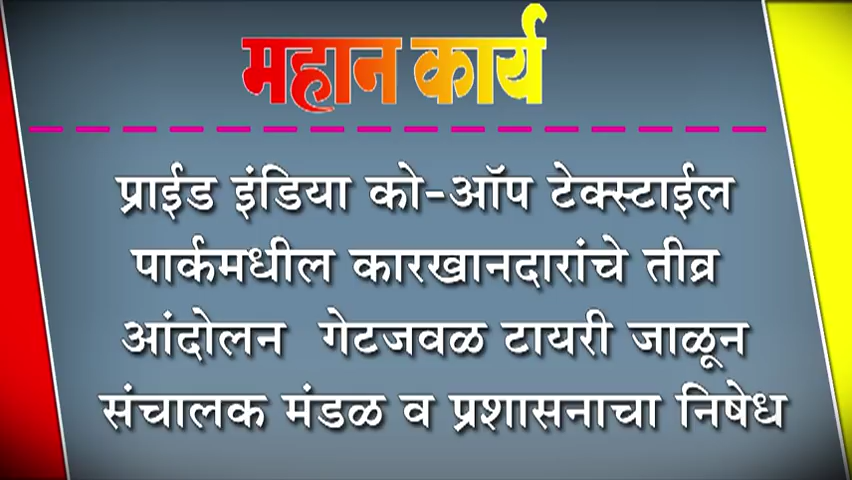 महान कार्य
प्राईड इंडिया को-ऑप टेक्स्टाईल
पार्कमधील कारखानदारांचे तीव्र
आंदोलन गेटजवळ टायरी जाळून
संचालक मंडळ व प्रशासनाचा निषेध